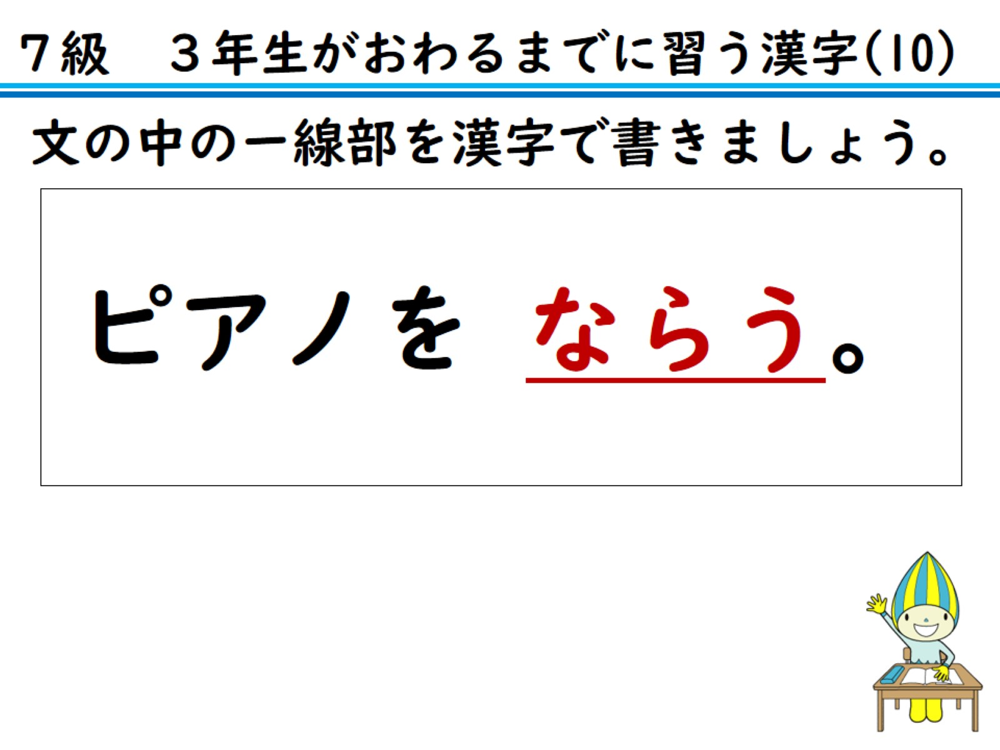 ７級　３年生がおわるまでに習う漢字(10)
文の中の一線部を漢字で書きましょう。
ピアノを ならう。